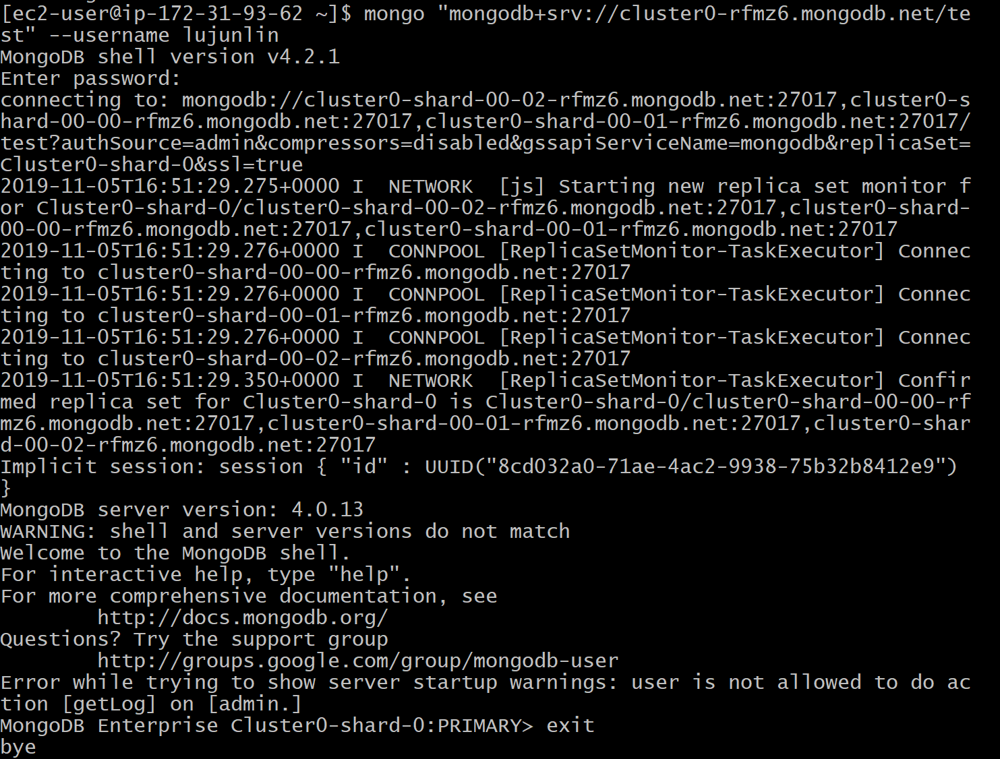 [ec2-user@ip-172-31-93-62 ~]$ mongo "mongodb+srv://cluster0-rfmz6.mongodb.net/te
st" --username lujunlin
MongoDB shell version v4.2.1
Enter password:
connecting to: mongodb://cluster0-shard-00-02-rfmz6.mongodb.net:27017,cluster0-s
hard-00-00-rfmz6.mongodb.net:27017,cluster0-shard-00-01-rfmz6.mongodb.net:27017/
test?authSource=admin&compressors=disabled&gssapiServiceName=mongodb&replicaSet=
Cluster0-shard-0&ssl=true
2019-11-05T16:51:29.275+0000 I  NETWORK  [js] Starting new replica set monitor f
or Cluster0-shard-0/cluster0-shard-00-02-rfmz6.mongodb.net:27017,cluster0-shard-
00-00-rfmz6.mongodb.net:27017,cluster0-shard-00-01-rfmz6.mongodb.net:27017
2019-11-05T16:51:29.276+0000 I  CONNPOOL [ReplicaSetMonitor-TaskExecutor] Connec
ting to cluster0-shard-00-00-rfmz6.mongodb.net:27017
2019-11-05T16:51:29.276+0000 I  CONNPOOL [ReplicaSetMonitor-TaskExecutor] Connec
ting to cluster0-shard-00-01-rfmz6.mongodb.net:27017
2019-11-05T16:51:29.276+0000 I  CONNPOOL [ReplicaSetMonitor-TaskExecutor] Connec
ting to cluster0-shard-00-02-rfmz6.mongodb.net:27017
2019-11-05T16:51:29.350+0000 I  NETWORK  [ReplicaSetMonitor-TaskExecutor] Confir
med replica set for Cluster0-shard-0 is Cluster0-shard-0/cluster0-shard-00-00-rf
mz6.mongodb.net:27017,cluster0-shard-00-01-rfmz6.mongodb.net:27017,cluster0-shar
d-00-02-rfmz6.mongodb.net:27017
Implicit session: session { "id" : UUID("8cd032a0-71ae-4ac2-9938-75b32b8412e9")
}
MongoDB server version: 4.0.13
WARNING: shell and server versions do not match
Welcome to the MongoDB shell.
For interactive help, type "help".
For more comprehensive documentation, see
        http://docs.mongodb.org/
Questions? Try the support group
        http://groups.google.com/group/mongodb-user
Error while trying to show server startup warnings: user is not allowed to do ac
tion [getLog] on [admin.]
MongoDB Enterprise Cluster0-shard-0:PRIMARY> exit
bye